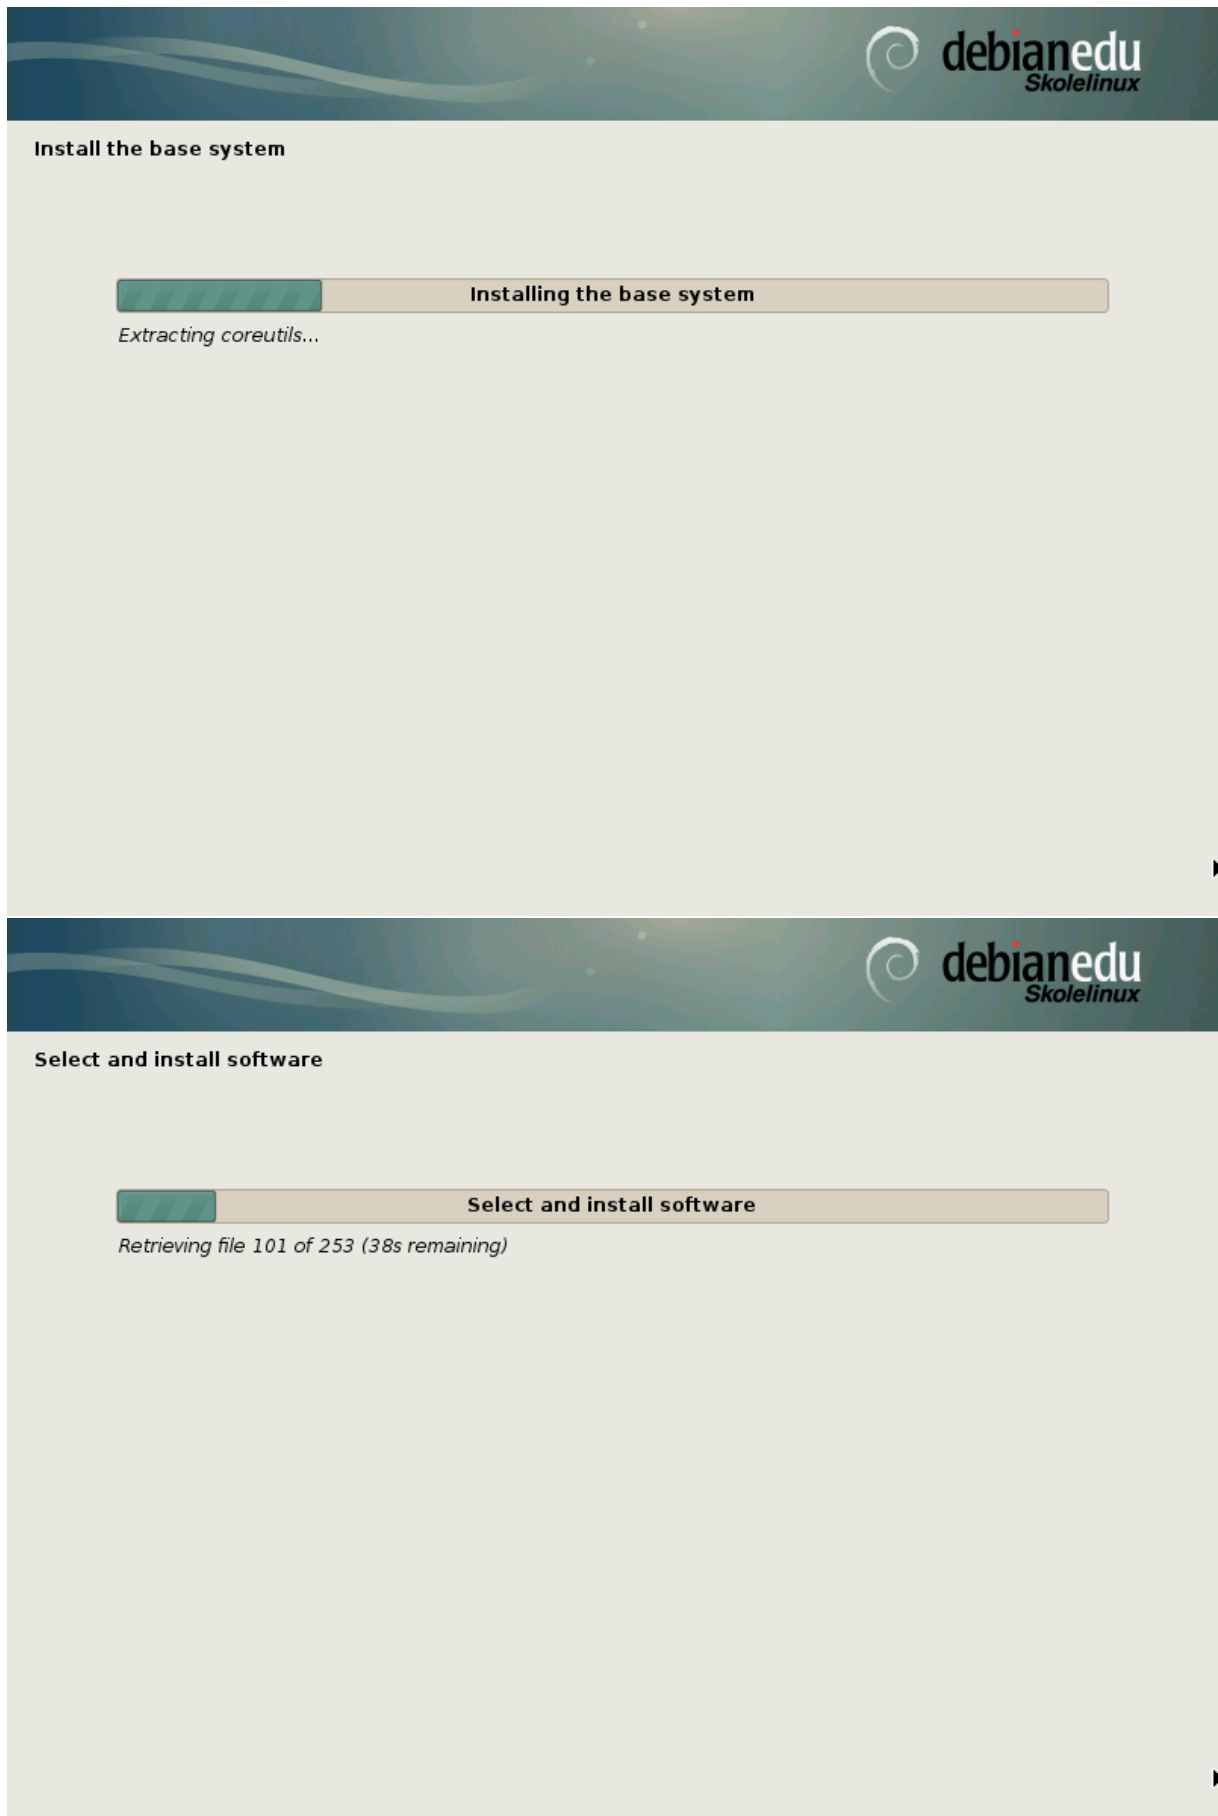 debianedu
Skolelinux
Install the base system
Installing the base system
Extracting coreutils...
debianedu
Skolelinux
Select and install software
Select and install software
Retrieving file 101 of 253 (38s remaining)